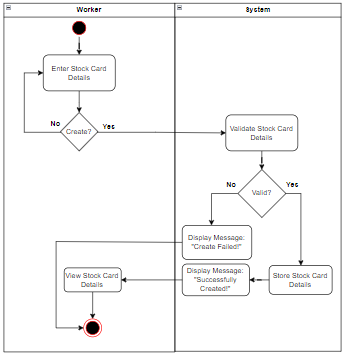 Worker
System
Enter Stock Card
Details
No
Create?
Yes
Validate Stock Card
Details
No
Valid?
Yes
Display Message:
"Create Failed!"
View Stock Card
Details
Display Message:
"Successfully
Created!"
Store Stock Card
Details